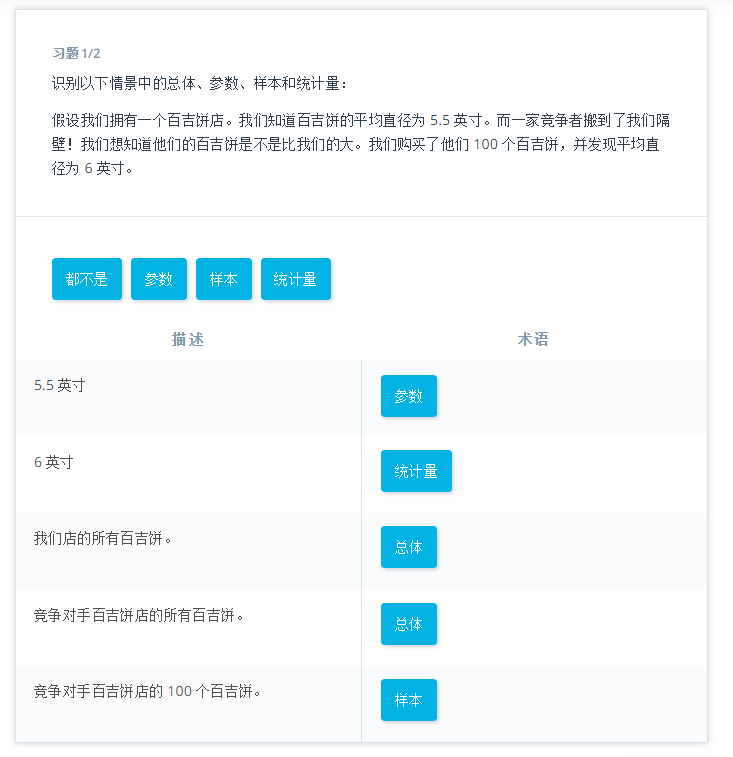 习题 1/2
识别以下情景中的总体、参数、样本和统计量：
假设我们拥有一个百吉饼店。我们知道百吉饼的平均直径为 5.5 英寸。而一家竞争者搬到了我们隔
壁！我们想知道他们的百吉饼是不是比我们的大。我们购买了他们 100 个百吉饼，并发现平均直
径为 6 英寸。
都不是 参数 样本 统计量
描述 术语
5.5 英寸 参数
6 英寸 统计量
我们店的所有百吉饼。 总体
竞争对手百吉饼店的所有百吉饼。 总体
竞争对手百吉饼店的 100 个百吉饼。 样本